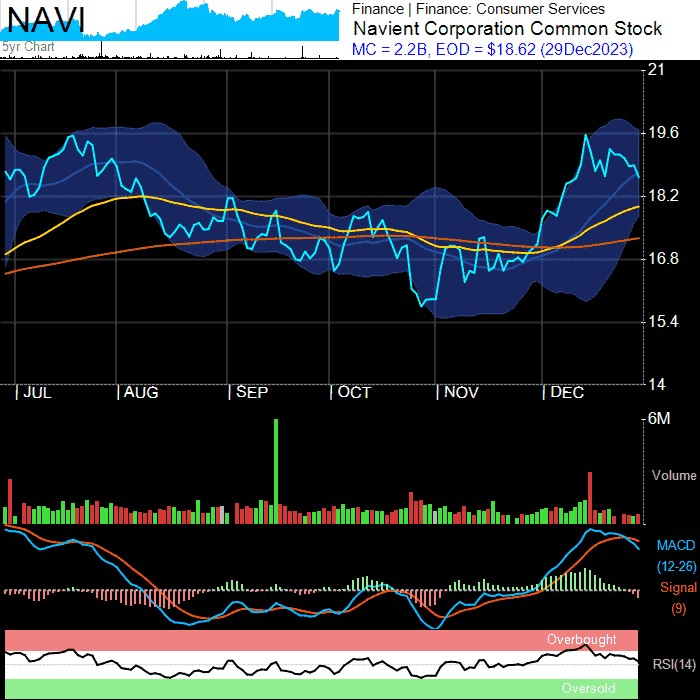 NAVI
5yr Chart
Finance | Finance: Consumer Services
Navient Corporation Common Stock
MC = 2.2B, EOD = $18.62 (29Dec2023)
21
19.6
18.2
16.8
15.4
14
| JUL | AUG | SEP | OCT | NOV | DEC
6M
Volume
MACD
(12-26)
Signal
(9)
Overbought
RSI(14)
Oversold